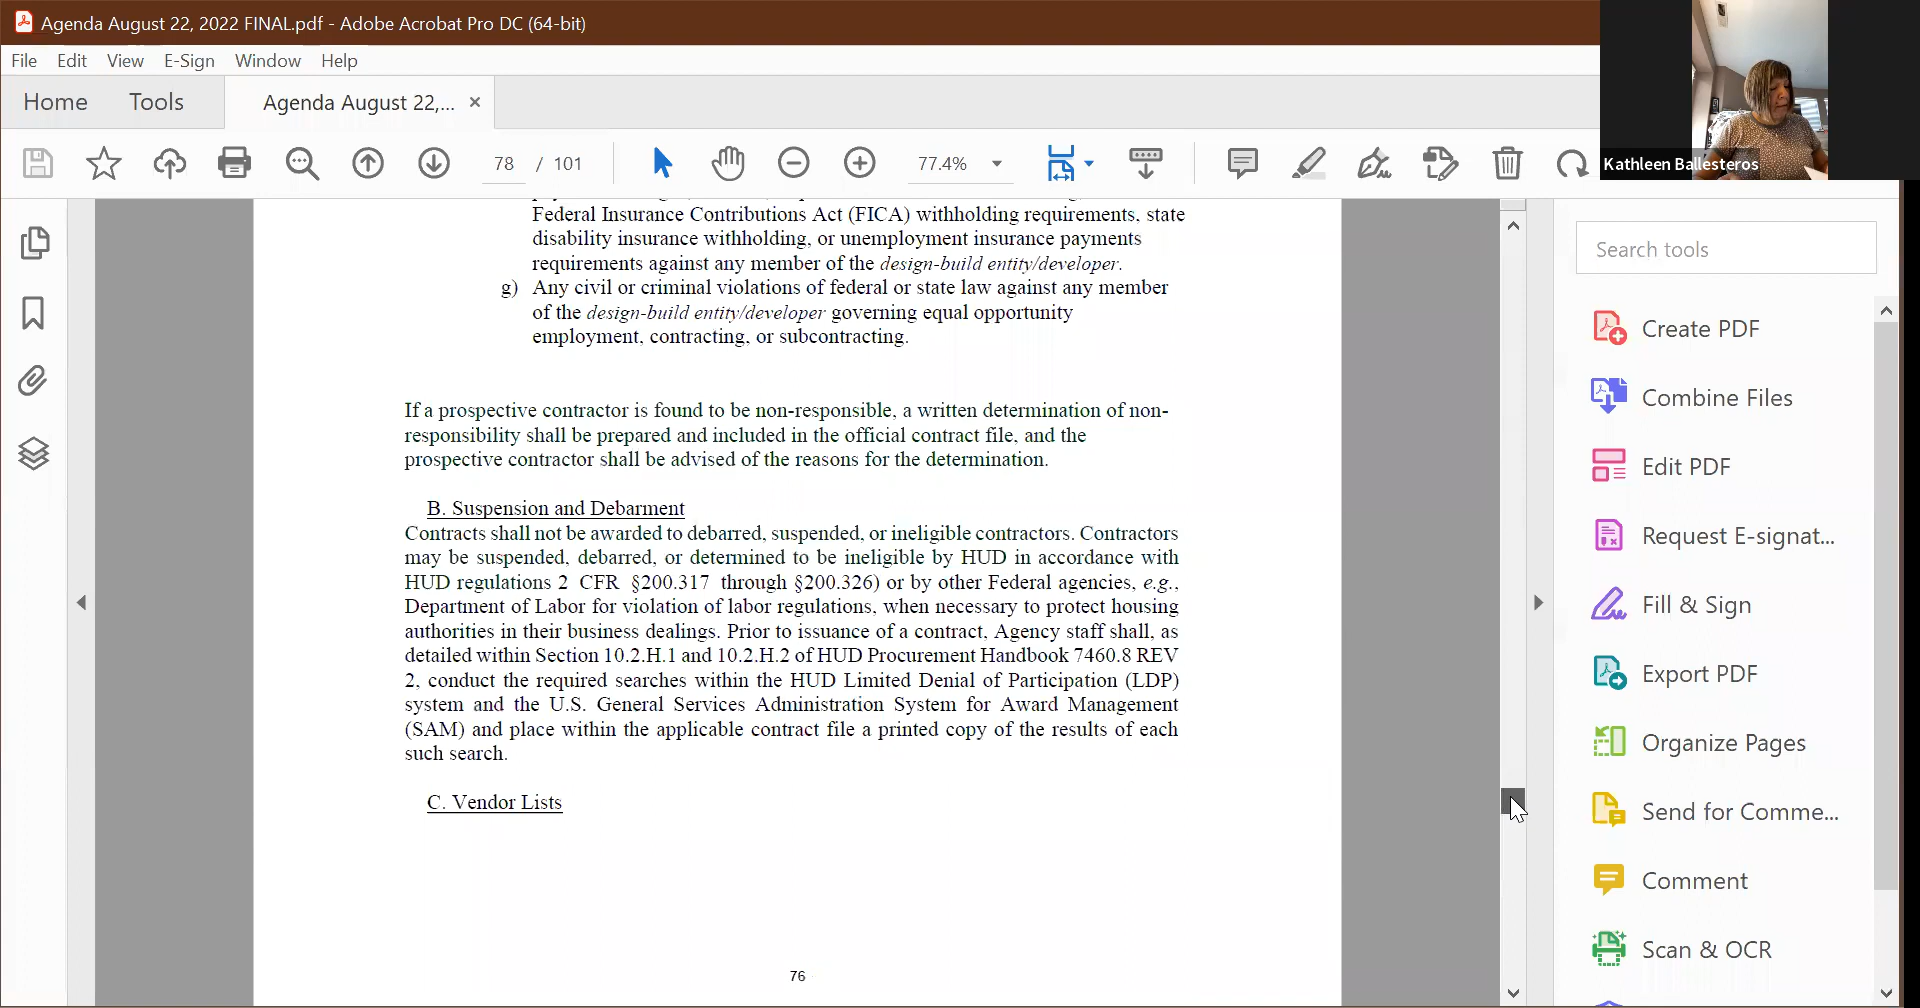 Agenda August 22, 2022 FINAL.pdf - Adobe Acrobat Pro DC (64-bit)
File Edit View E-Sign Window Help
Home Tools Agenda August 22,... ×
78 / 101 77.4%
Kathleen Ballesteros
Federal Insurance Contributions Act (FICA) withholding requirements, state
disability insurance withholding, or unemployment insurance payments
requirements against any member of the design-build entity/developer.
g) Any civil or criminal violations of federal or state law against any member
of the design-build entity/developer governing equal opportunity
employment, contracting, or subcontracting.
If a prospective contractor is found to be non-responsible, a written determination of non-
responsibility shall be prepared and included in the official contract file, and the
prospective contractor shall be advised of the reasons for the determination.
B. Suspension and Debarment
Contracts shall not be awarded to debarred, suspended, or ineligible contractors. Contractors
may be suspended, debarred, or determined to be ineligible by HUD in accordance with
HUD regulations 2 CFR §200.317 through §200.326) or by other Federal agencies, e.g.,
Department of Labor for violation of labor regulations, when necessary to protect housing
authorities in their business dealings. Prior to issuance of a contract, Agency staff shall, as
detailed within Section 10.2.H.1 and 10.2.H.2 of HUD Procurement Handbook 7460.8 REV
2, conduct the required searches within the HUD Limited Denial of Participation (LDP)
system and the U.S. General Services Administration System for Award Management
(SAM) and place within the applicable contract file a printed copy of the results of each
such search.
C. Vendor Lists
76
Search tools
Create PDF
Combine Files
Edit PDF
Request E-signat...
Fill & Sign
Export PDF
Organize Pages
Send for Comme...
Comment
Scan & OCR